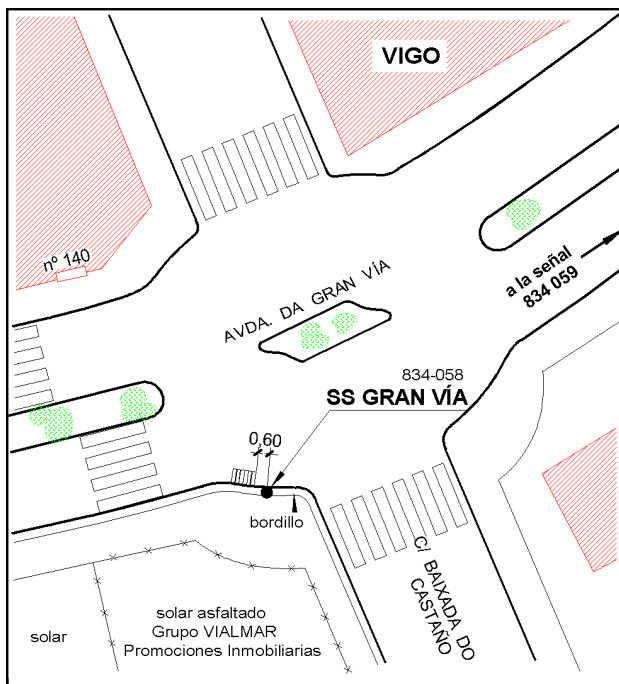 VIGO
nº 140
AVDA. DA GRAN VÍA
a la señal
834 059
834-058
SS GRAN VÍA
0,60
bordillo
C/ BAIXADA DO
CASTAÑO
solar
solar asfaltado
Grupo VIALMAR
Promociones Inmobiliarias